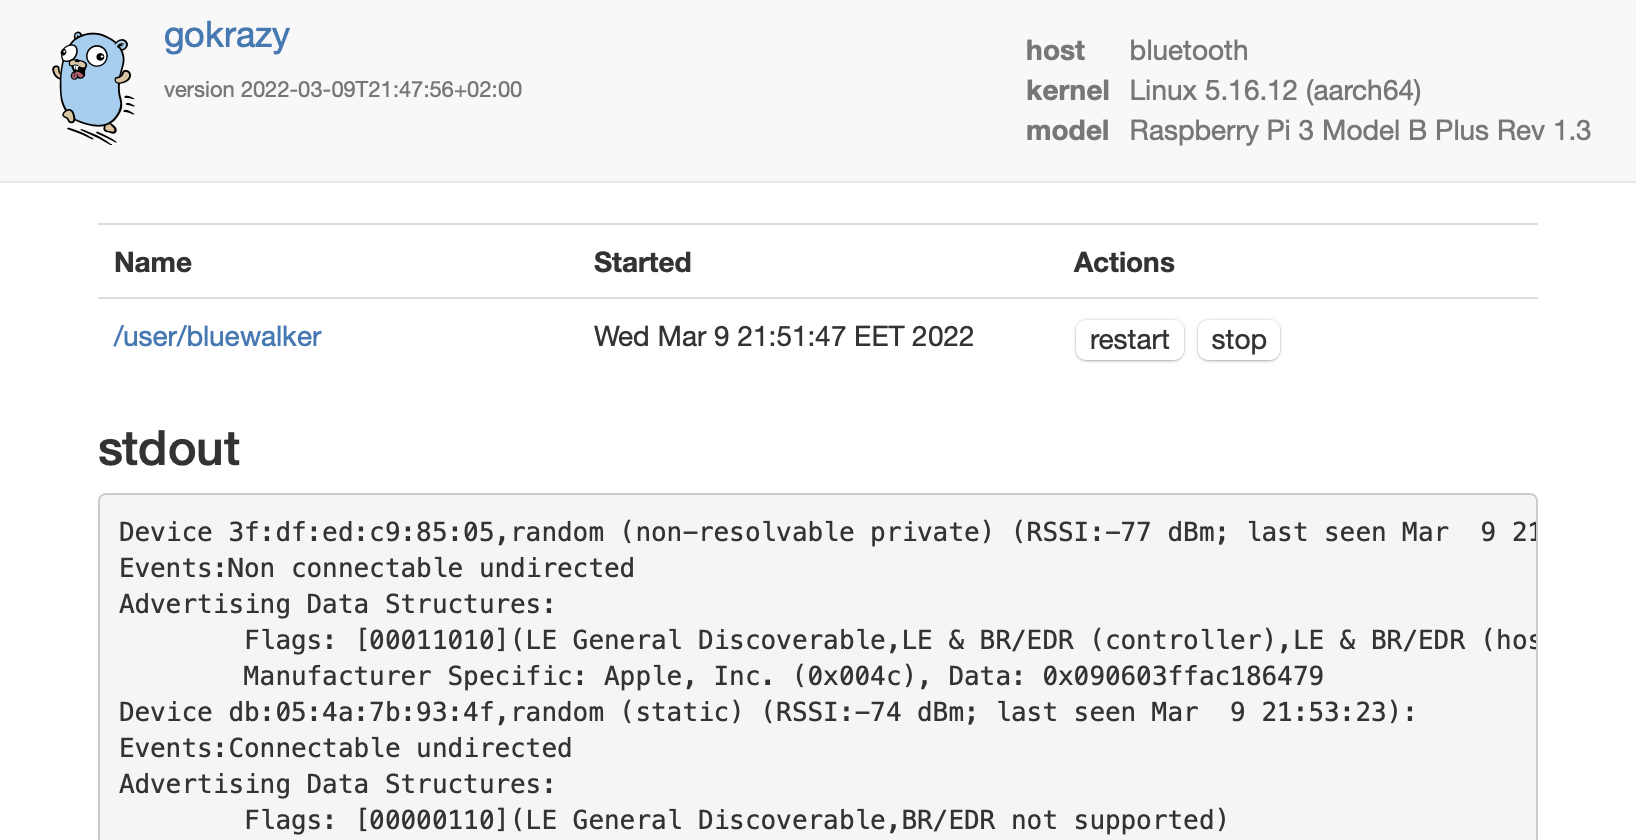 gokrazy
version 2022-03-09T21:47:56+02:00
host bluetooth
kernel Linux 5.16.12 (aarch64)
model Raspberry Pi 3 Model B Plus Rev 1.3
Name Started Actions
/user/bluewalker Wed Mar 9 21:51:47 EET 2022 restart stop
stdout
Device 3f:df:ed:c9:85:05,random (non-resolvable private) (RSSI:-77 dBm; last seen Mar  9 21
Events:Non connectable undirected
Advertising Data Structures:
Flags: [00011010](LE General Discoverable,LE & BR/EDR (controller),LE & BR/EDR (hos
Manufacturer Specific: Apple, Inc. (0x004c), Data: 0x090603ffac186479
Device db:05:4a:7b:93:4f,random (static) (RSSI:-74 dBm; last seen Mar  9 21:53:23):
Events:Connectable undirected
Advertising Data Structures:
Flags: [00000110](LE General Discoverable,BR/EDR not supported)